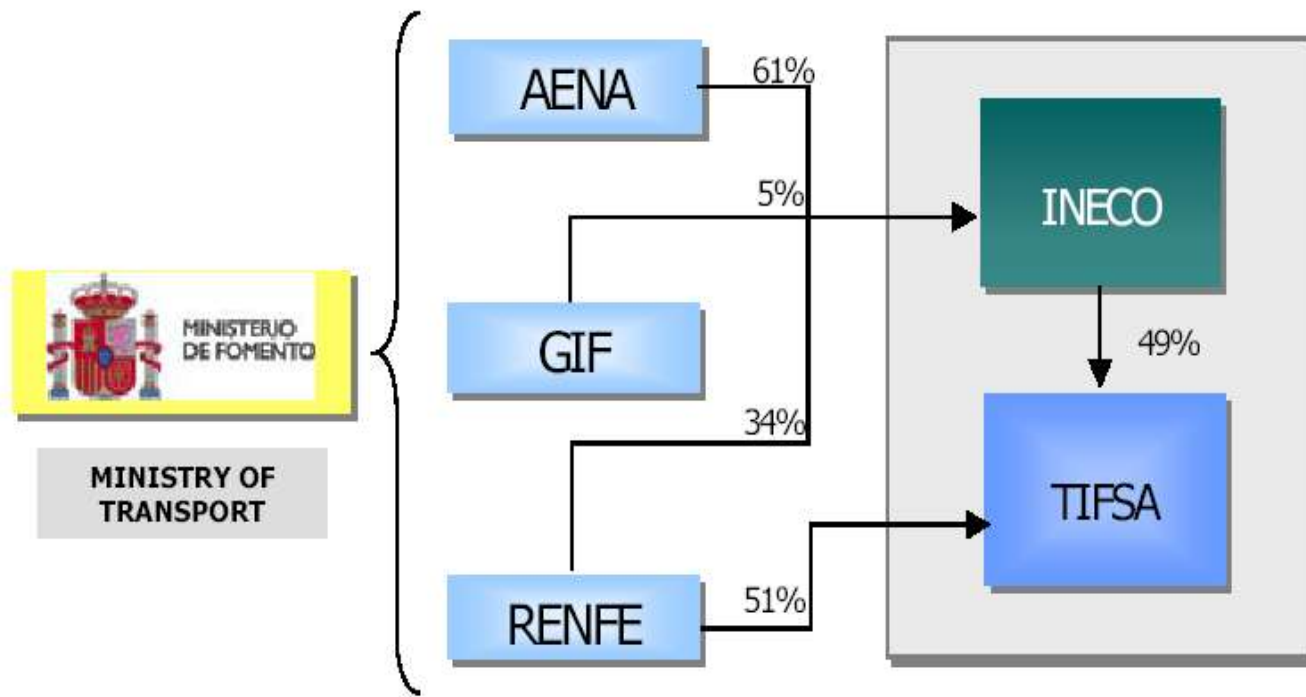 AENA
61%
5%
INECO
MINISTERIO
DE FOMENTO
GIF
49%
34%
MINISTRY OF
TRANSPORT
TIFSA
RENFE
51%